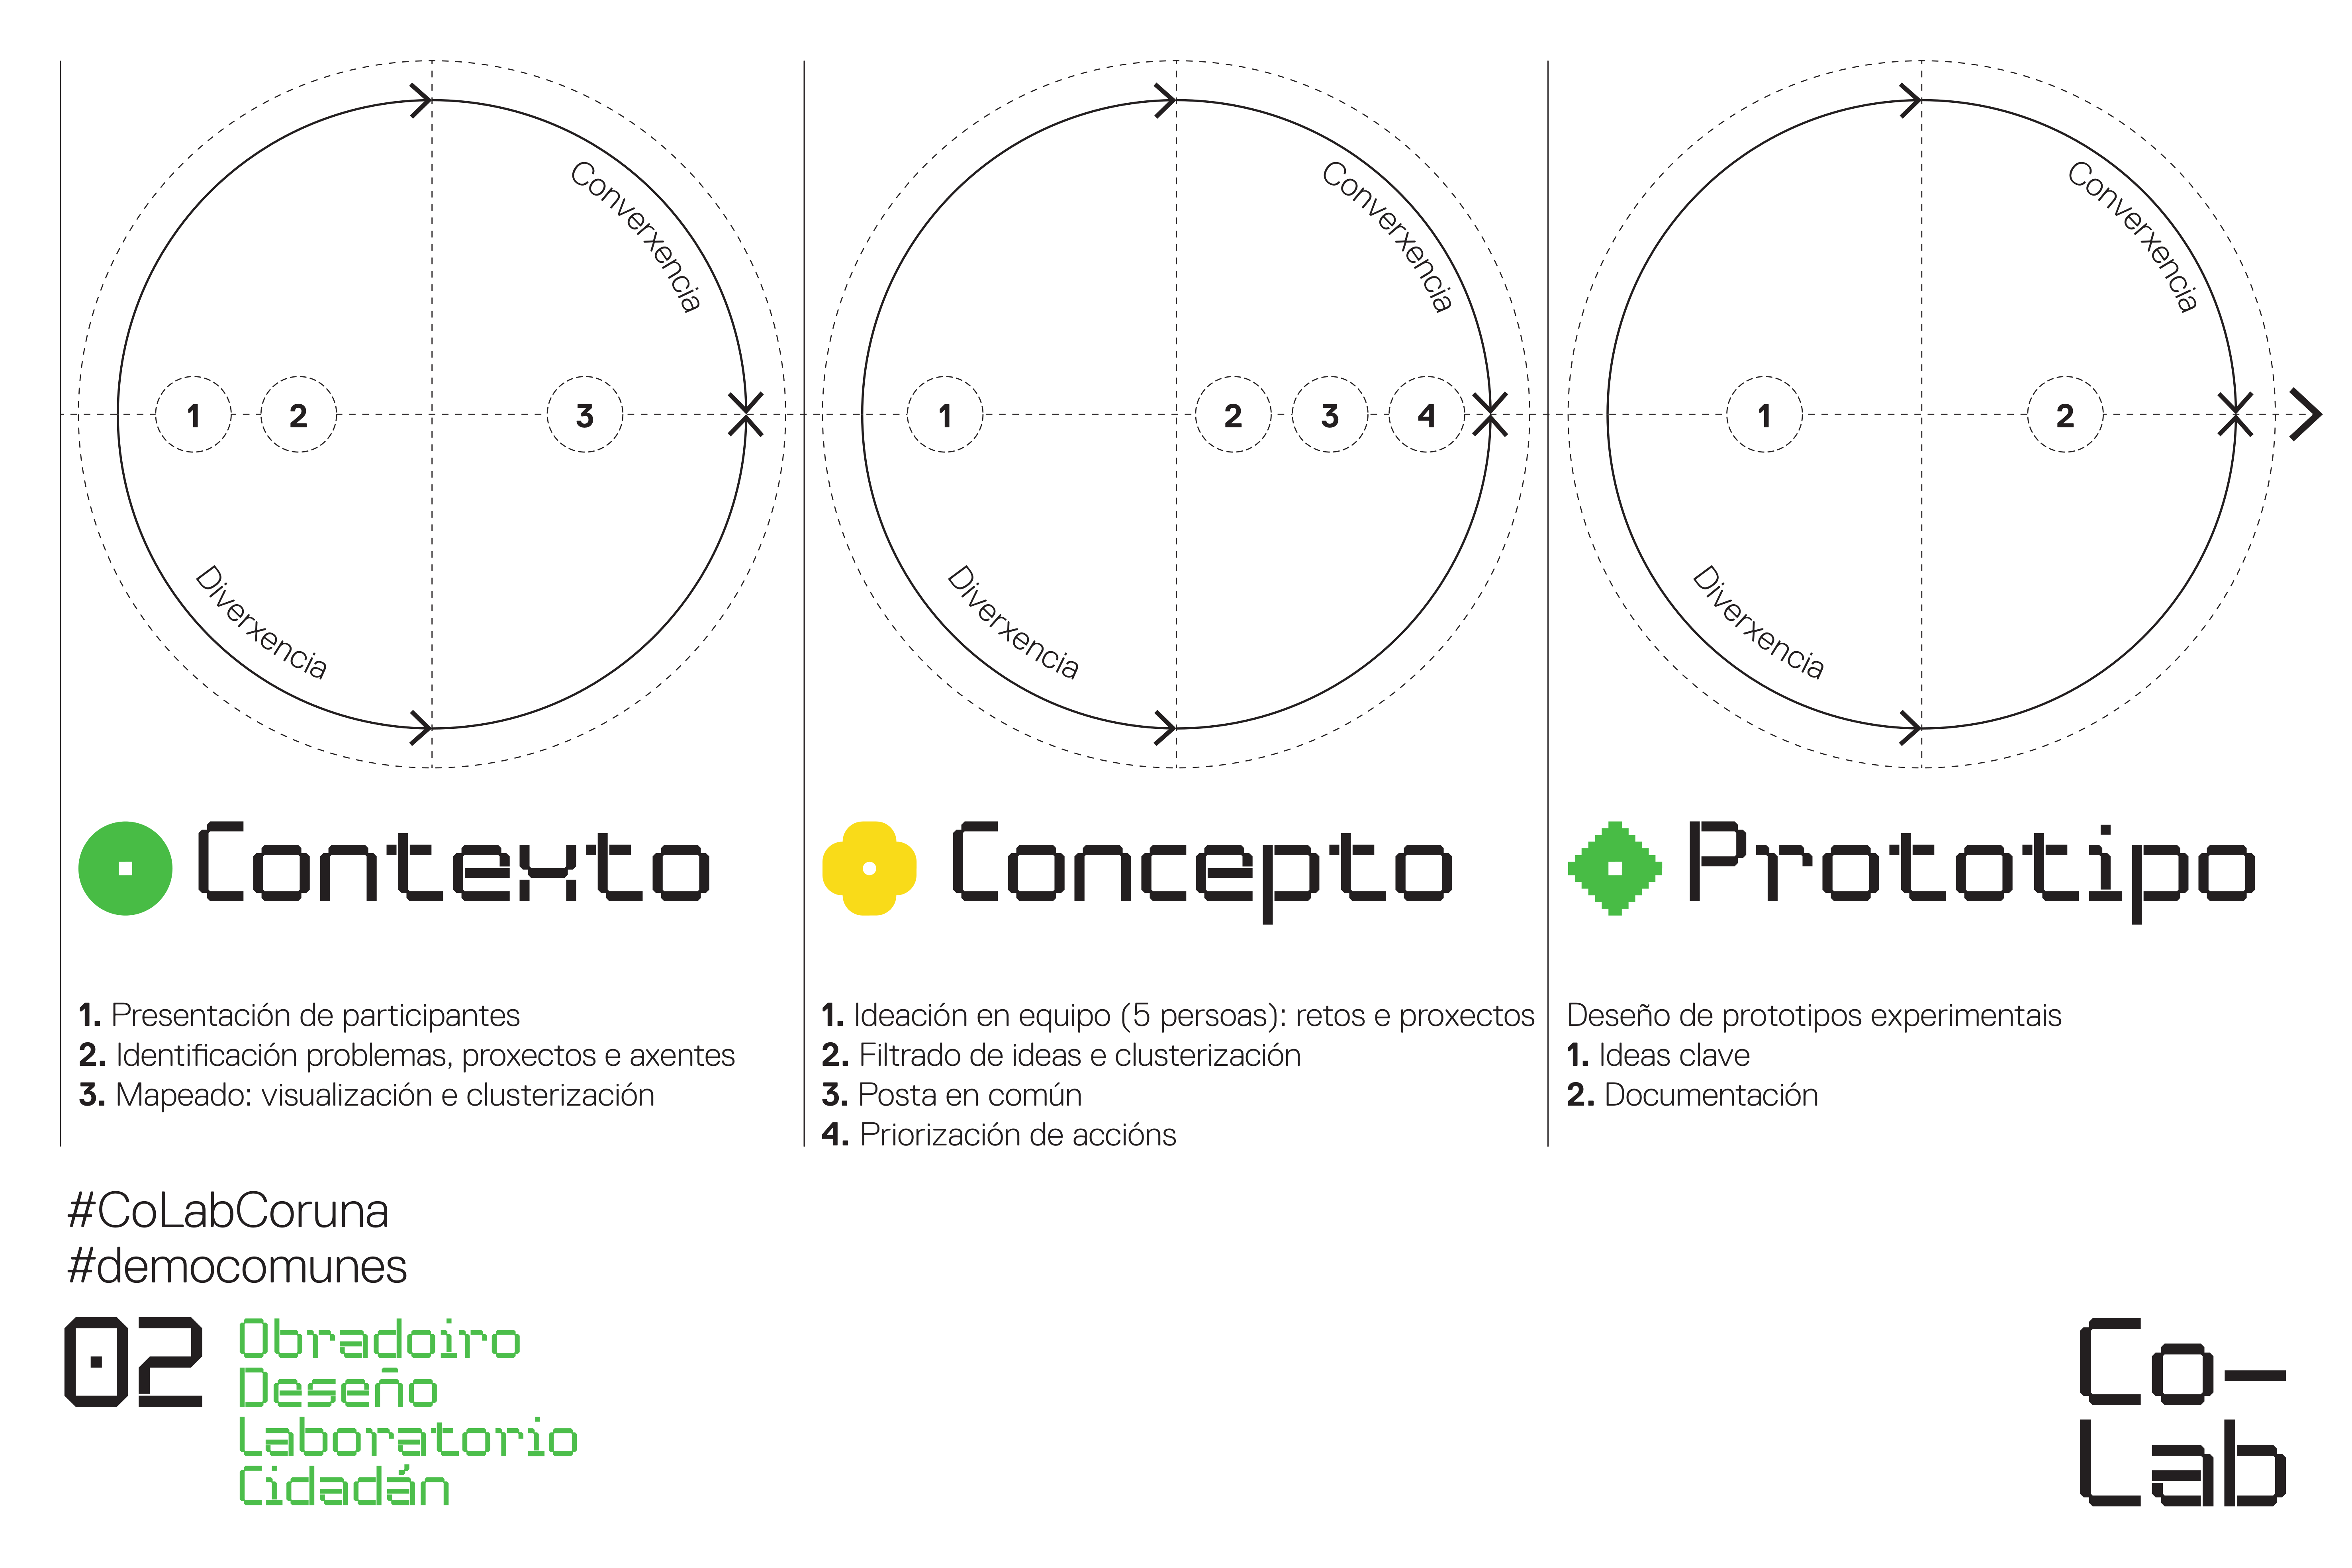 Converxencia
1 2 3
Diverxencia
Contexto
1. Presentación de participantes
2. Identificación problemas, proxectos e axentes
3. Mapeado: visualización e clusterización
Converxencia
1 2 3 4
Diverxencia
Concepto
1. Ideación en equipo (5 persoas): retos e proxectos
2. Filtrado de ideas e clusterización
3. Posta en común
4. Priorización de accións
Converxencia
1 2
Diverxencia
Prototipo
Deseño de prototipos experimentais
1. Ideas clave
2. Documentación
#CoLabCoruna
#democomunes
02
Obradoiro
Deseño
Laboratorio
Cidadán
Co–
Lab